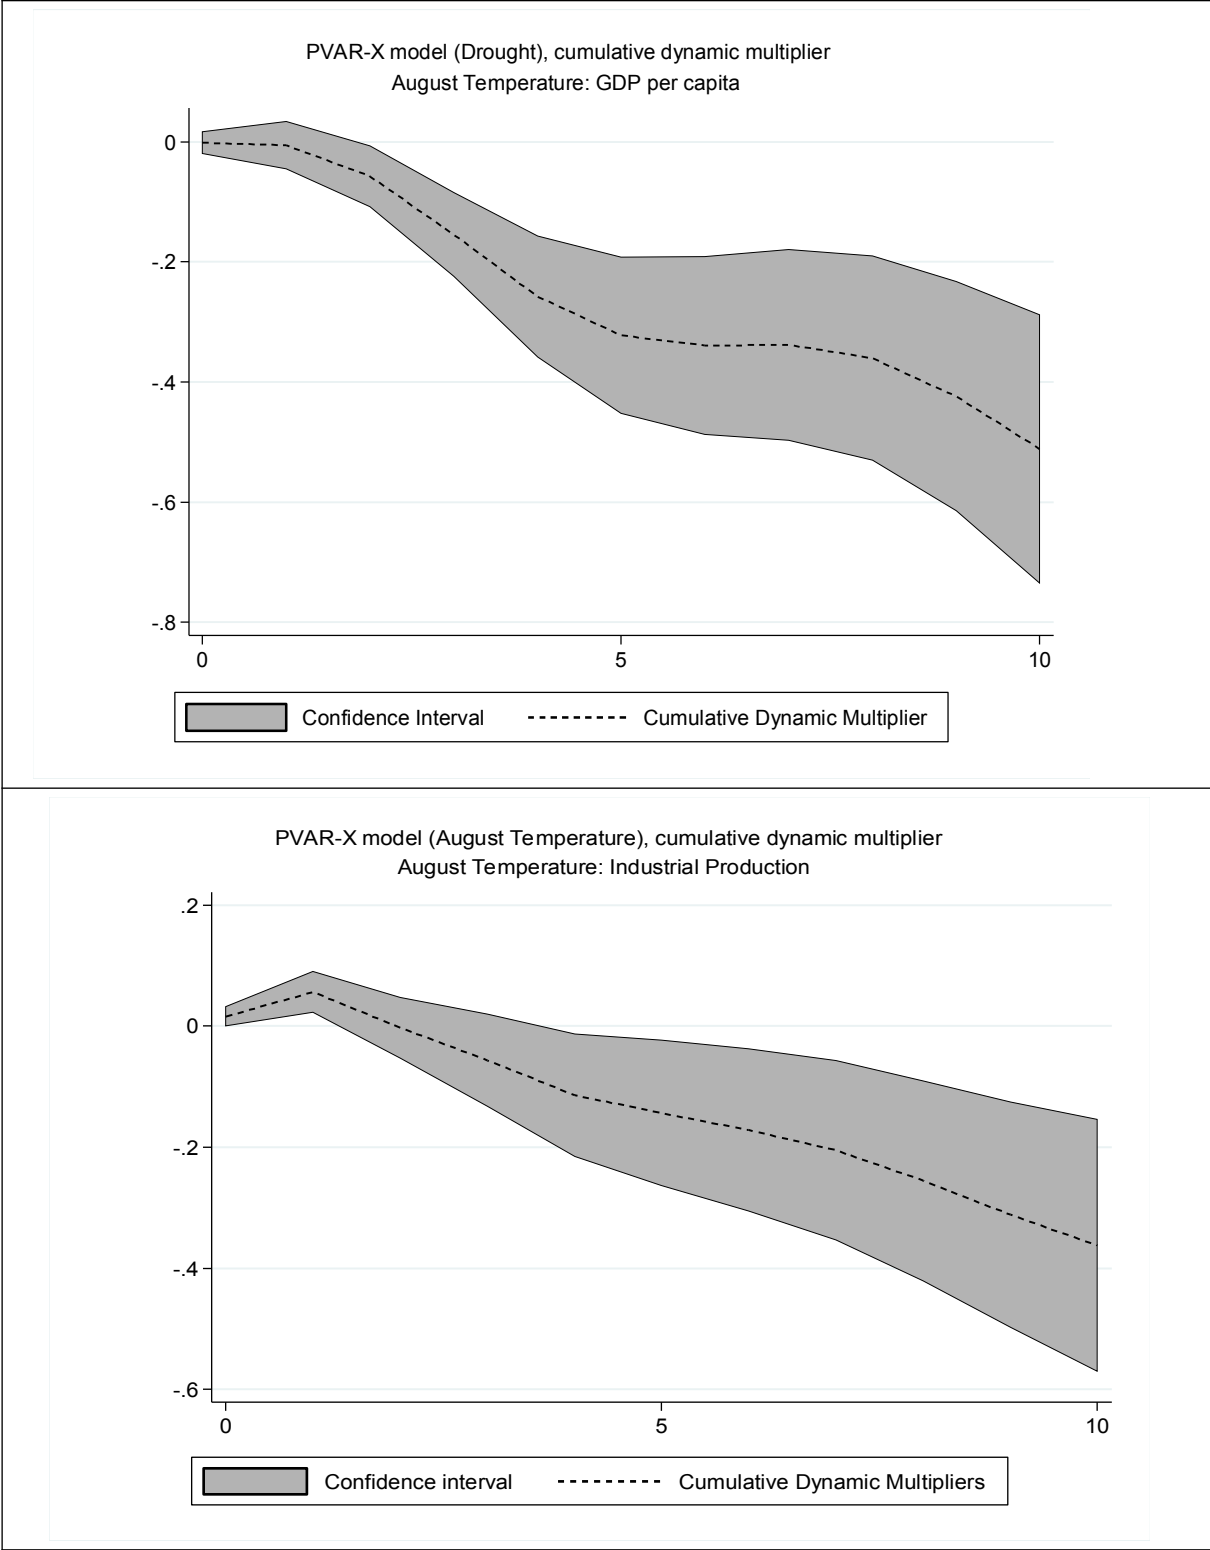 PVAR-X model (Drought), cumulative dynamic multiplier
August Temperature: GDP per capita
0
-.2
-.4
-.6
-.8
0 5 10
Confidence Interval Cumulative Dynamic Multiplier
PVAR-X model (August Temperature), cumulative dynamic multiplier
August Temperature: Industrial Production
.2
0
-.2
-.4
-.6
0 5 10
Confidence interval Cumulative Dynamic Multipliers